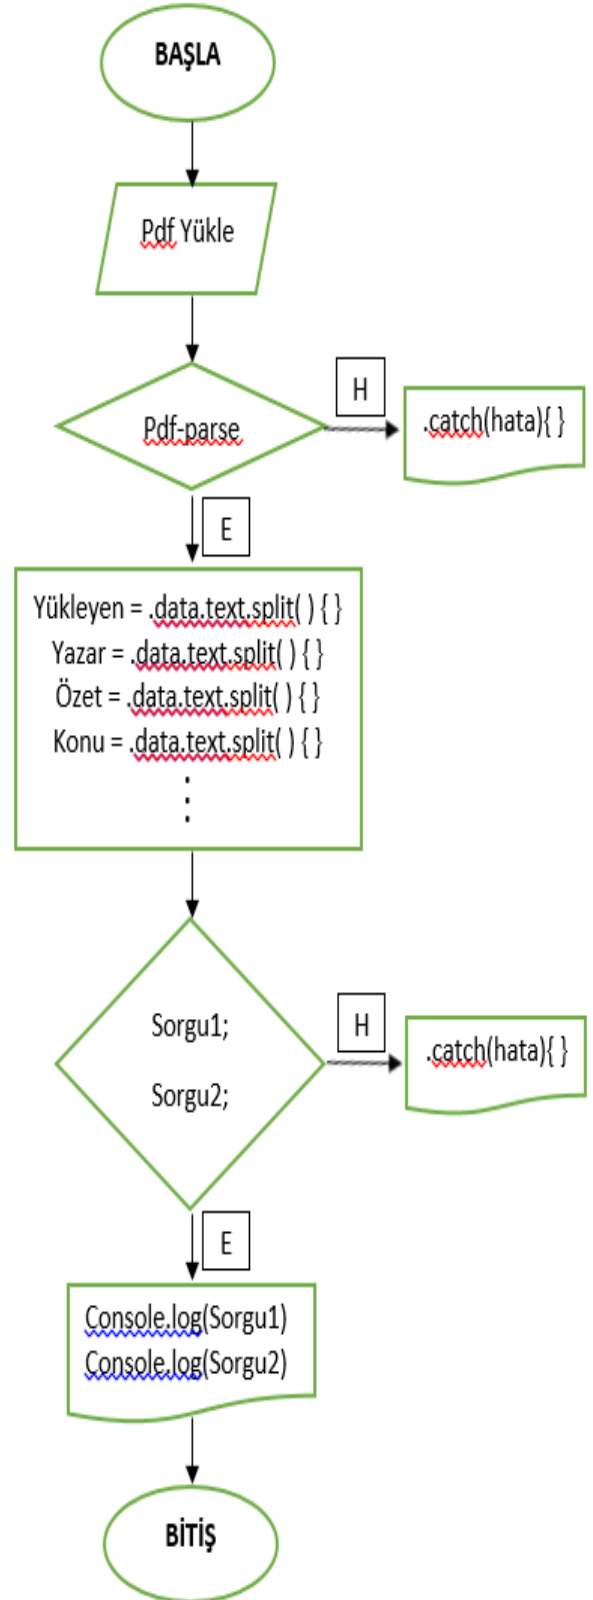 BAŞLA
Pdf Yükle
Pdf-parse
H
.catch(hata){ }
E
Yükleyen = .data.text.split( ) { }
Yazar = .data.text.split( ) { }
Özet = .data.text.split( ) { }
Konu = .data.text.split( ) { }
.
.
.
Sorgu1;
Sorgu2;
H
.catch(hata){ }
E
Console.log(Sorgu1)
Console.log(Sorgu2)
BİTİŞ